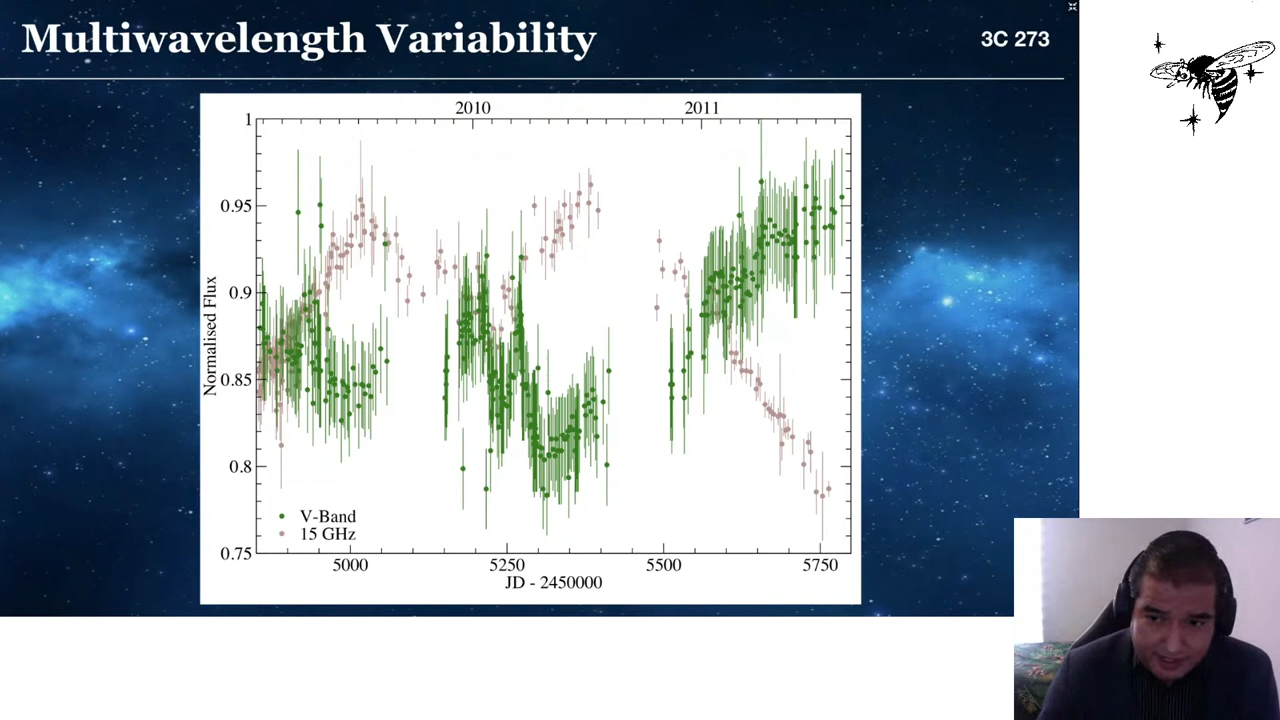 Multiwavelength Variability
3C 273
2010 2011
1
0.95
0.9
0.85
0.8
0.75
Normalised Flux
V-Band
15 GHz
5000 5250 5500 5750
JD - 2450000